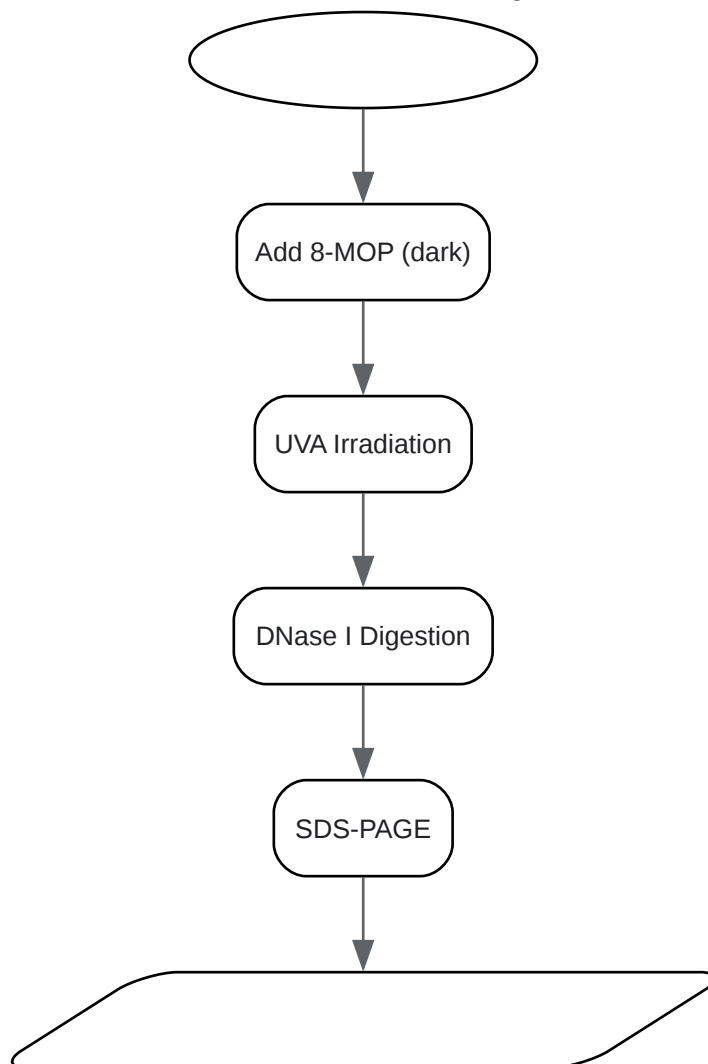 Add 8-MOP (dark)
UVA Irradiation
DNase I Digestion
SDS-PAGE